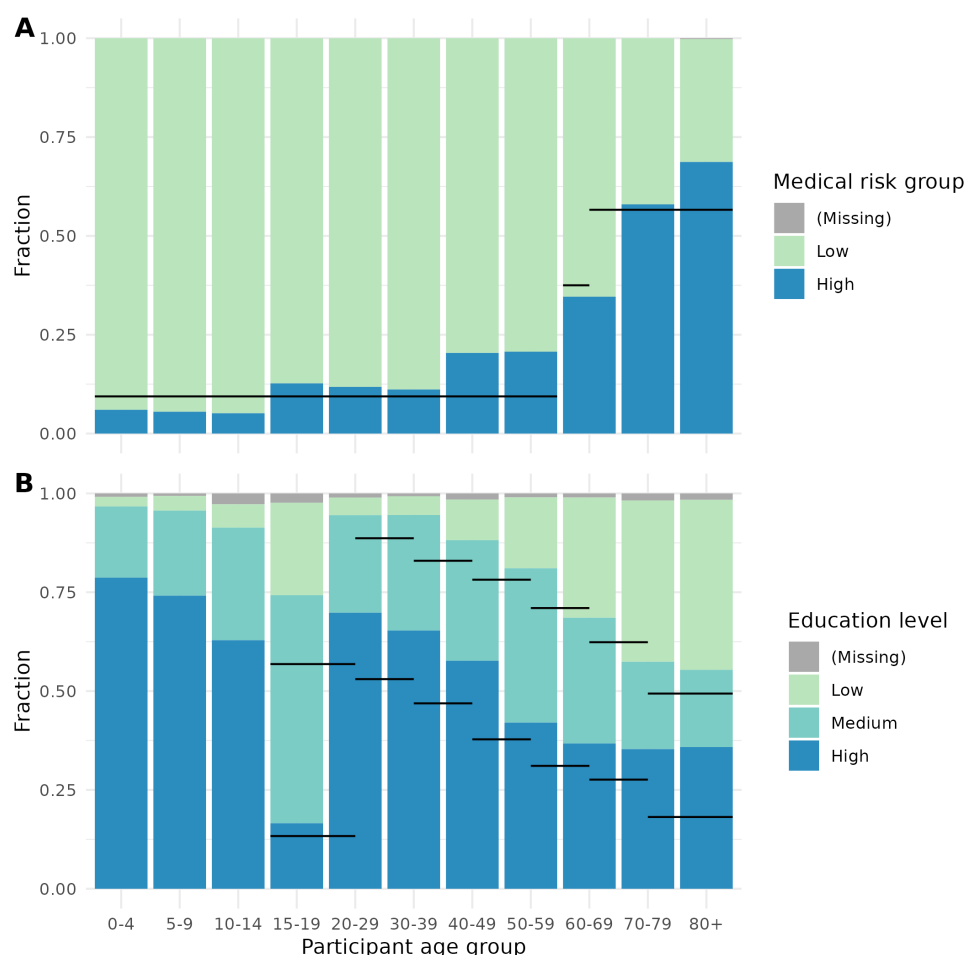 A
1.00
0.75
0.50
0.25
0.00
Fraction
Medical risk group
(Missing)
Low
High
B
1.00
0.75
0.50
0.25
0.00
Fraction
Education level
(Missing)
Low
Medium
High
0-4 5-9 10-14 15-19 20-29 30-39 40-49 50-59 60-69 70-79 80+
Participant age group